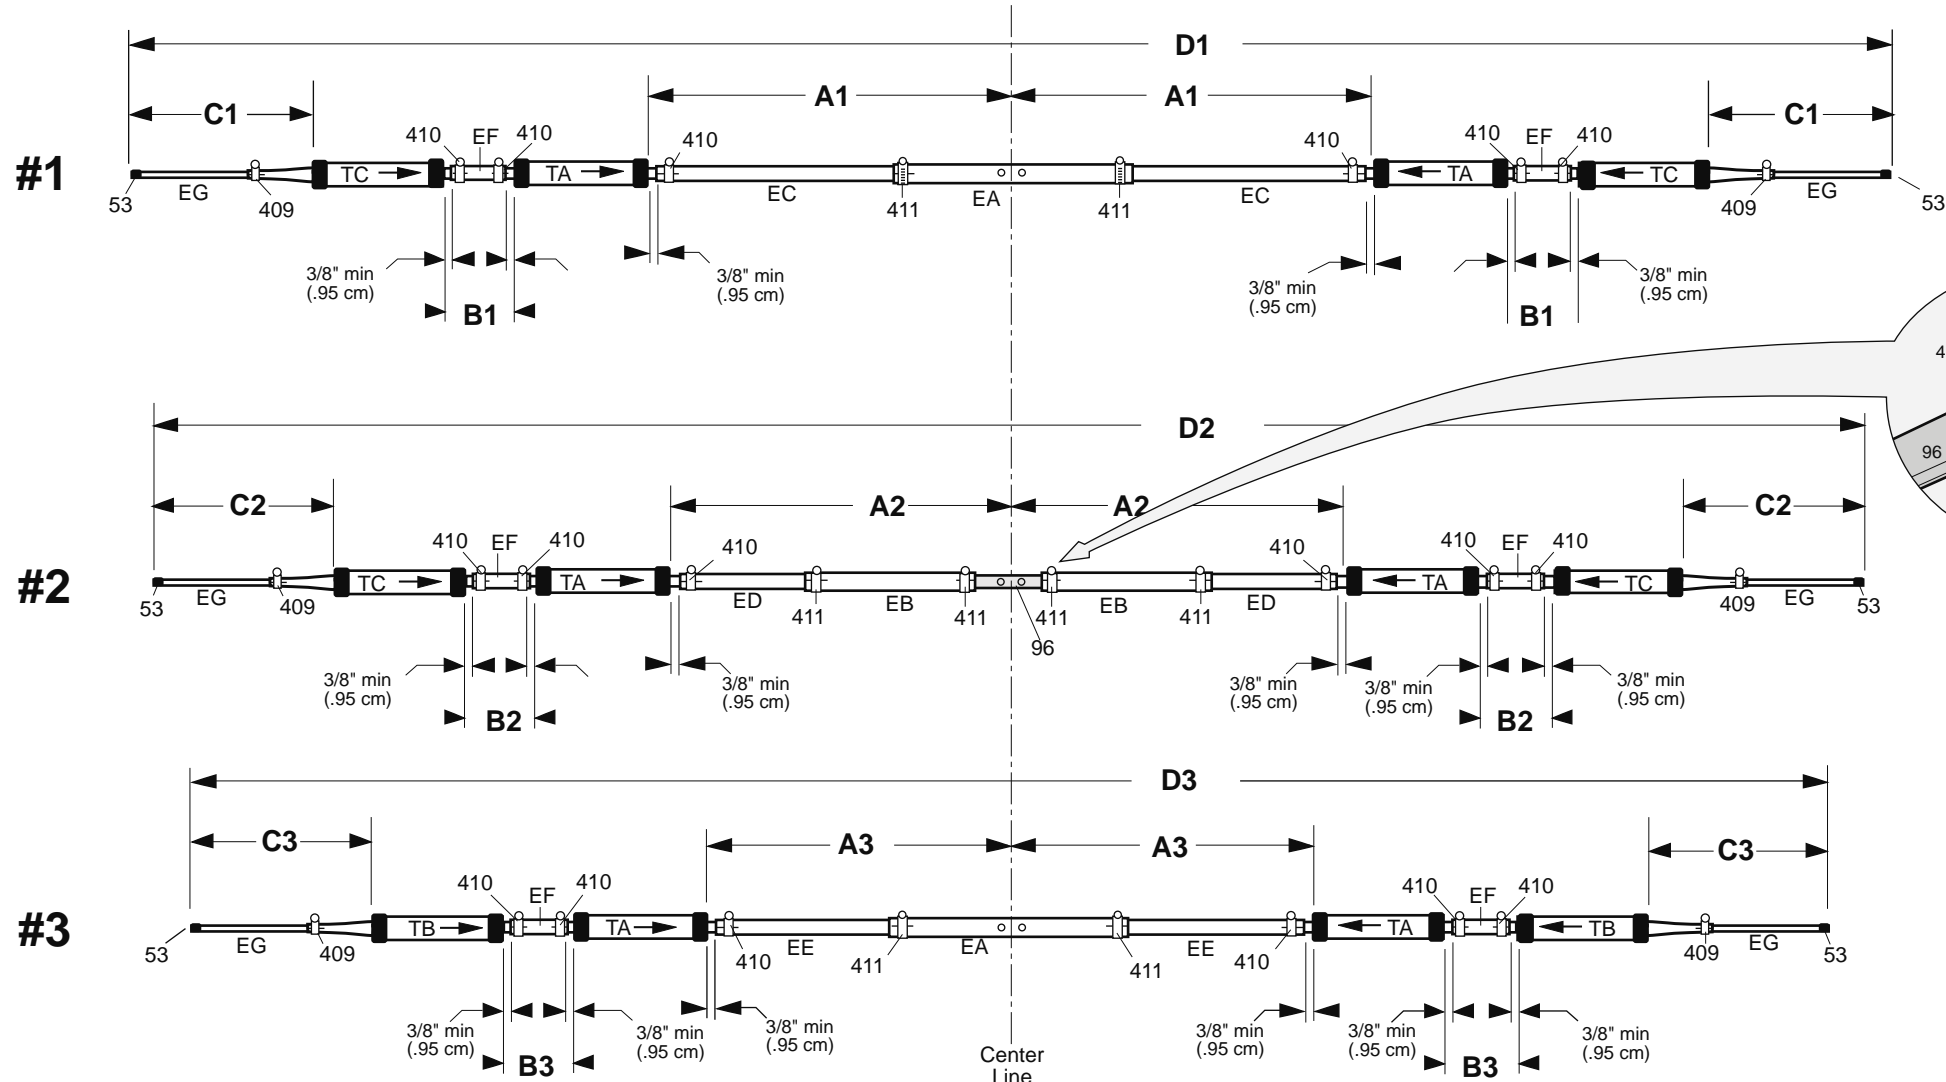 D1
C1 A1 A1 C1
410 EF 410 410 410 410 EF 410
#1 TC TA TA TC
53 EG 409 EC 411 EA 411 EC 409 EG 53
3/8" min
(.95 cm)
3/8" min
(.95 cm)
3/8" min
(.95 cm)
3/8" min
(.95 cm)
B1 B1
4
D2
96
C2 A2 A2 C2
410 EF 410 410 410 410 EF 410
#2 TC TA TA TC
53 EG 409 ED 411 EB 411 411 EB 411 ED 409 EG 53
96
3/8" min
(.95 cm)
3/8" min
(.95 cm)
3/8" min
(.95 cm)
3/8" min
(.95 cm)
3/8" min
(.95 cm)
B2 B2
D3
C3 A3 A3 C3
410 EF 410 410 EF 410
#3 TB TA TA TB
53 EG 409 410 EE 411 EA 411 EE 410 409 EG 53
3/8" min
(.95 cm)
3/8" min
(.95 cm)
3/8" min
(.95 cm)
3/8" min
(.95 cm)
3/8" min
(.95 cm)
3/8" min
(.95 cm)
B3 B3
Center
Line